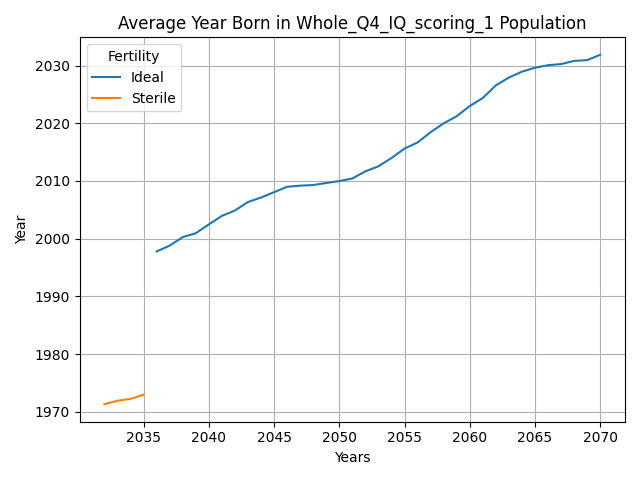 Average Year Born in Whole_Q4_IQ_scoring_1 Population
Fertility
Ideal
Sterile
Year
2030
2020
2010
2000
1990
1980
1970
2035 2040 2045 2050 2055 2060 2065 2070
Years